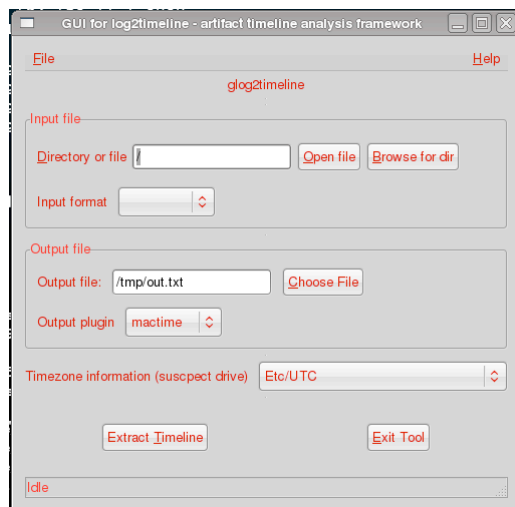 GUI for log2timeline - artifact timeline analysis framework
File Help
glog2timeline
Input file
Directory or file / Open file Browse for dir
Input format
Output file
Output file: /tmp/out.txt Choose File
Output plugin mactime
Timezone information (suscpect drive) Etc/UTC
Extract Timeline Exit Tool
Idle